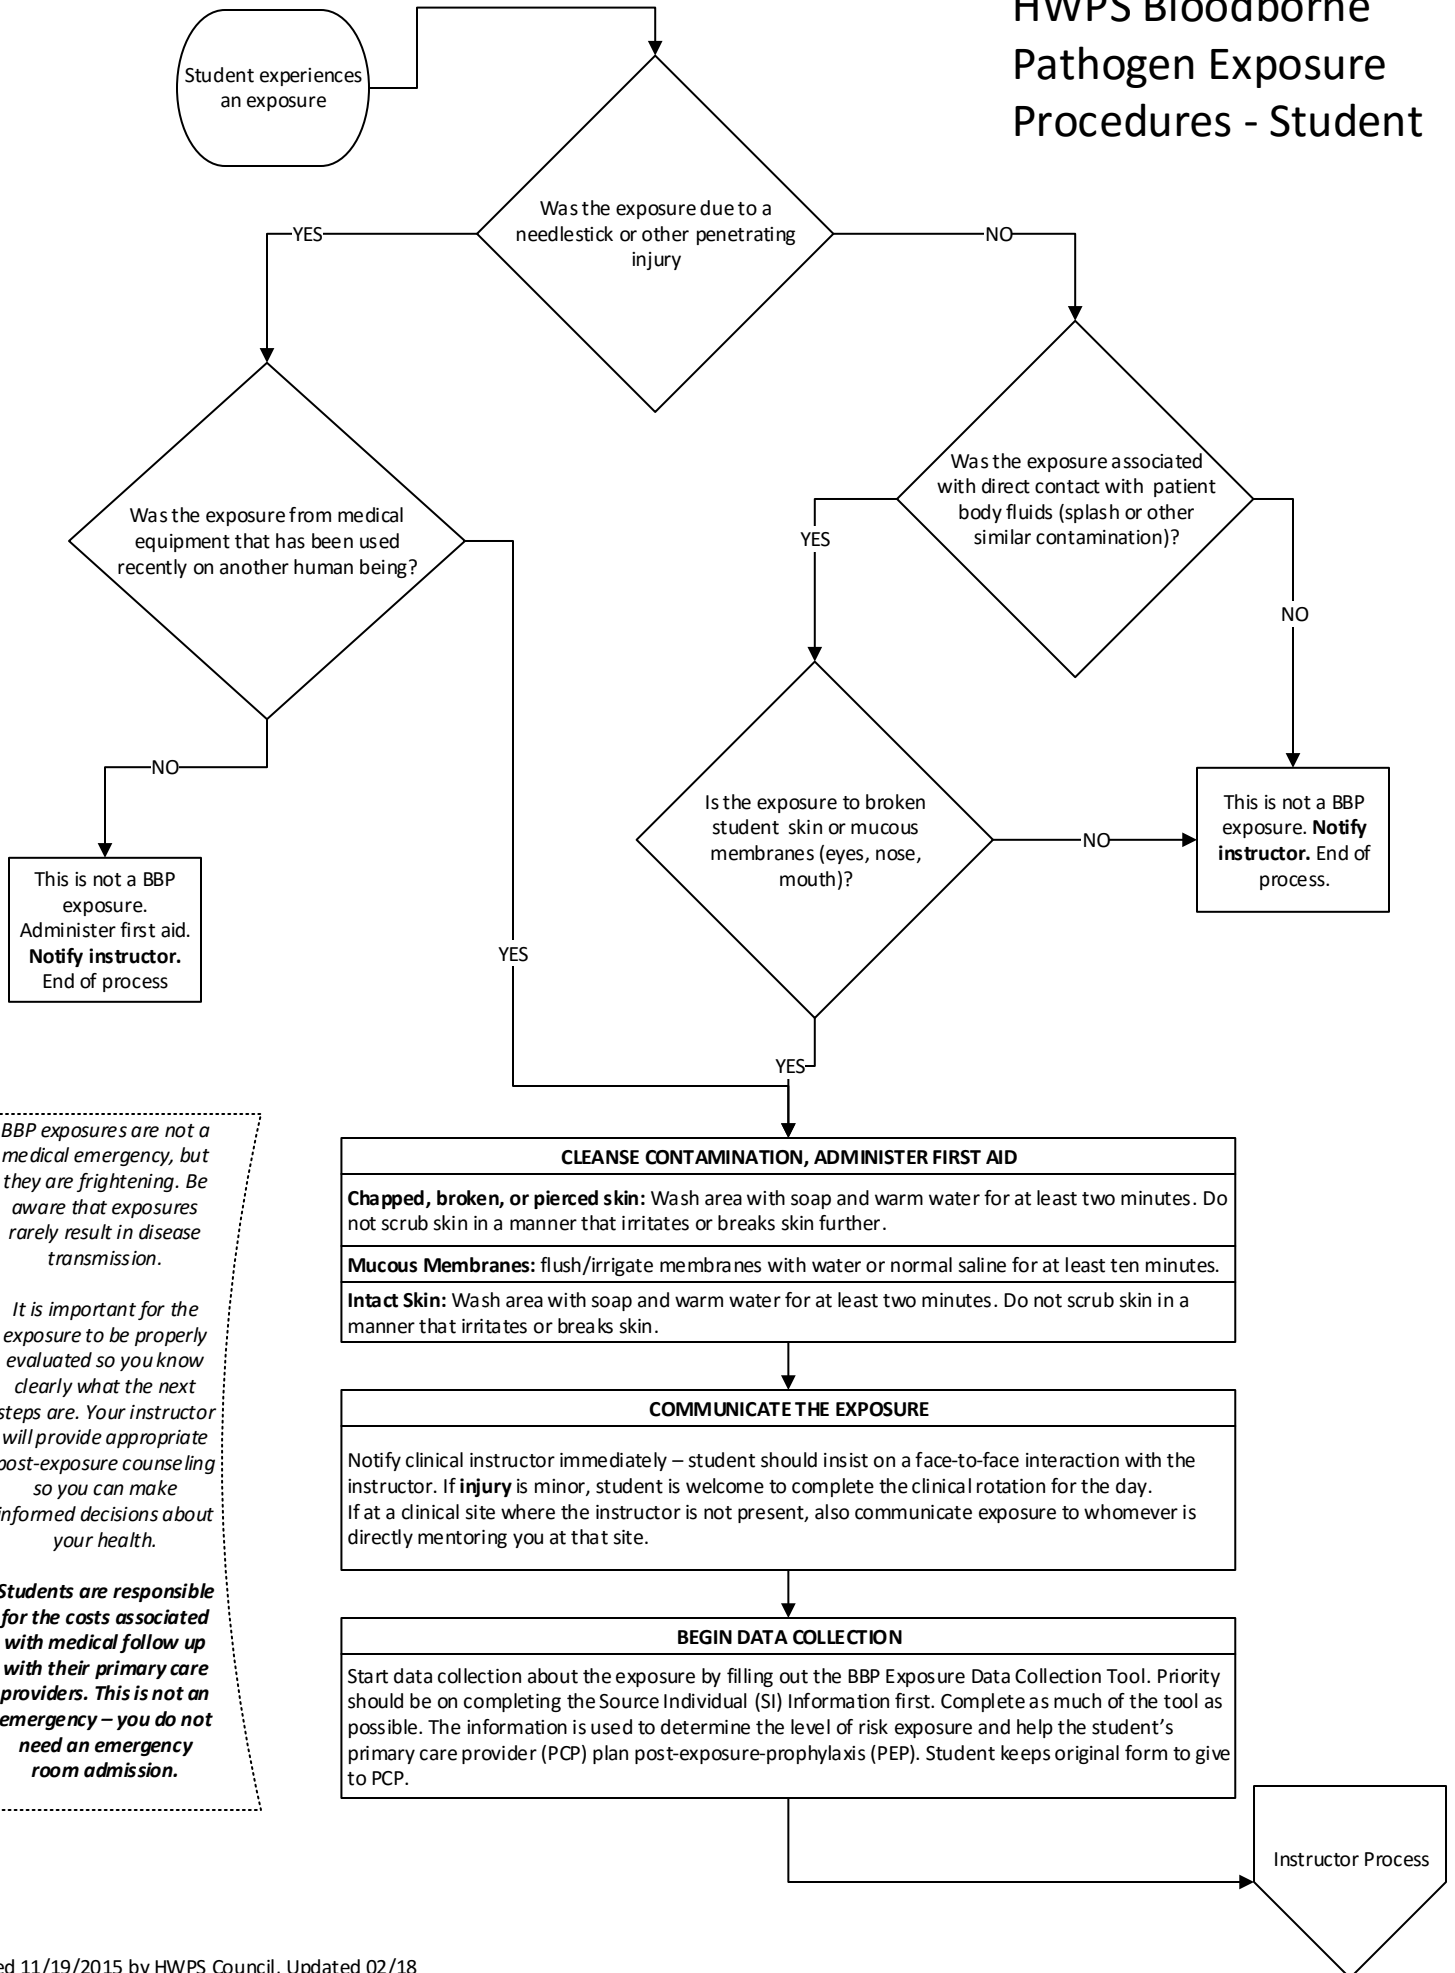 HWPS Bloodborne
Pathogen Exposure
Procedures - Student
Student experiences
an exposure
Was the exposure due to a
needlestick or other penetrating
injury
YES
NO
Was the exposure associated
with direct contact with patient
body fluids (splash or other
similar contamination)?
Was the exposure from medical
equipment that has been used
recently on another human being?
YES
NO
NO
Is the exposure to broken
student skin or mucous
membranes (eyes, nose,
mouth)?
NO
This is not a BBP
exposure. Notify
instructor. End of
process.
This is not a BBP
exposure.
Administer first aid.
Notify instructor.
End of process
YES
YES
BBP exposures are not a
medical emergency, but
they are frightening. Be
aware that exposures
rarely result in disease
transmission.
It is important for the
exposure to be properly
evaluated so you know
clearly what the next
steps are. Your instructor
will provide appropriate
post-exposure counseling
so you can make
informed decisions about
your health.
Students are responsible
for the costs associated
with medical follow up
with their primary care
providers. This is not an
emergency – you do not
need an emergency
room admission.
CLEANSE CONTAMINATION, ADMINISTER FIRST AID
Chapped, broken, or pierced skin: Wash area with soap and warm water for at least two minutes. Do
not scrub skin in a manner that irritates or breaks skin further.
Mucous Membranes: flush/irrigate membranes with water or normal saline for at least ten minutes.
Intact Skin: Wash area with soap and warm water for at least two minutes. Do not scrub skin in a
manner that irritates or breaks skin.
COMMUNICATE THE EXPOSURE
Notify clinical instructor immediately – student should insist on a face-to-face interaction with the
instructor. If injury is minor, student is welcome to complete the clinical rotation for the day.
If at a clinical site where the instructor is not present, also communicate exposure to whomever is
directly mentoring you at that site.
BEGIN DATA COLLECTION
Start data collection about the exposure by filling out the BBP Exposure Data Collection Tool. Priority
should be on completing the Source Individual (SI) Information first. Complete as much of the tool as
possible. The information is used to determine the level of risk exposure and help the student's
primary care provider (PCP) plan post-exposure-prophylaxis (PEP). Student keeps original form to give
to PCP.
Instructor Process
11/19/2015 by HWPS Council. Updated 02/18